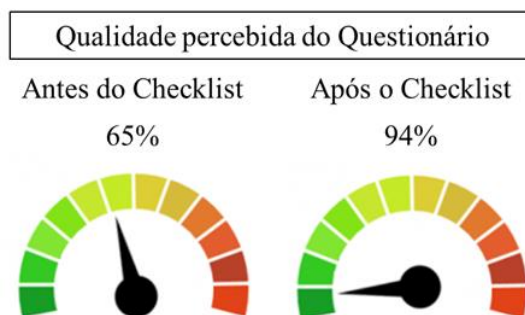 Qualidade percebida do Questionário
Antes do Checklist
Após o Checklist
65%
94%